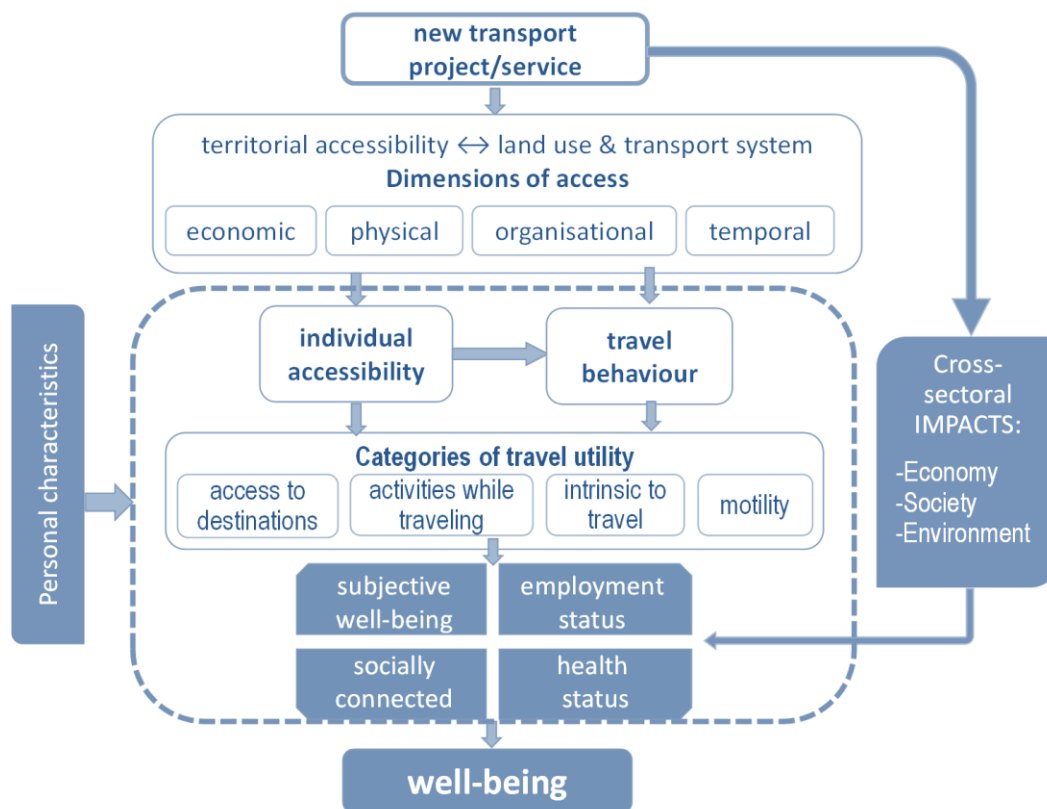 new transport
project/service
territorial accessibility ↔ land use & transport system
Dimensions of access
economic
physical
organisational
temporal
individual
accessibility
travel
behaviour
Personal characteristics
Cross-
sectoral
IMPACTS:
-Economy
-Society
-Environment
Categories of travel utility
access to
destinations
activities while
traveling
intrinsic to
travel
motility
subjective
well-being
employment
status
socially
connected
health
status
well-being